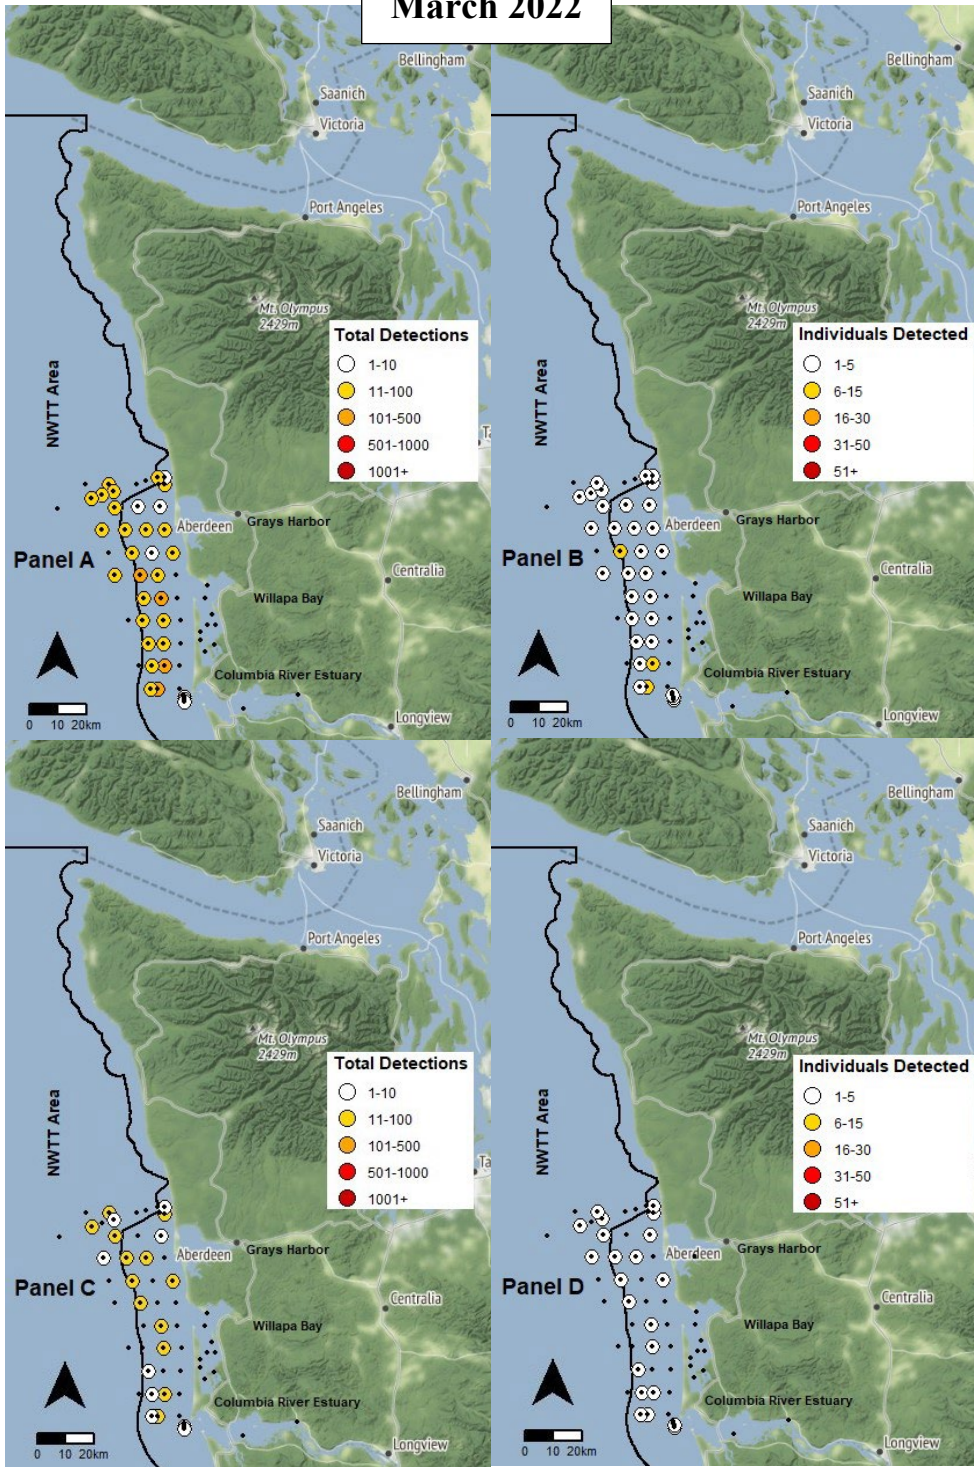 March 2022
Bellingham
Saanich
Victoria
Port Angeles
Mt. Olympus
2429m
NWTT Area
Total Detections
1-10
11-100
101-500
501-1000
1001+
Aberdeen
Grays Harbor
Panel A
Centralia
Willapa Bay
Columbia River Estuary
0 10 20km
Longview
Bellingham
Saanich
Victoria
Port Angeles
Mt. Olympus
2429m
NWTT Area
Individuals Detected
1-5
6-15
16-30
31-50
51+
Aberdeen
Grays Harbor
Panel B
Centralia
Willapa Bay
Columbia River Estuary
0 10 20km
Longview
Bellingham
Saanich
Victoria
Port Angeles
Mt. Olympus
2429m
NWTT Area
Total Detections
1-10
11-100
101-500
501-1000
1001+
Ta
Aberdeen
Grays Harbor
Panel C
Centralia
Willapa Bay
Columbia River Estuary
0 10 20km
Longview
Bellingham
Saanich
Victoria
Port Angeles
Mt. Olympus
2429m
NWTT Area
Individuals Detected
1-5
6-15
16-30
31-50
51+
Aberdeen
Grays Harbor
Panel D
Centralia
Willapa Bay
Columbia River Estuary
0 10 20km
Longview